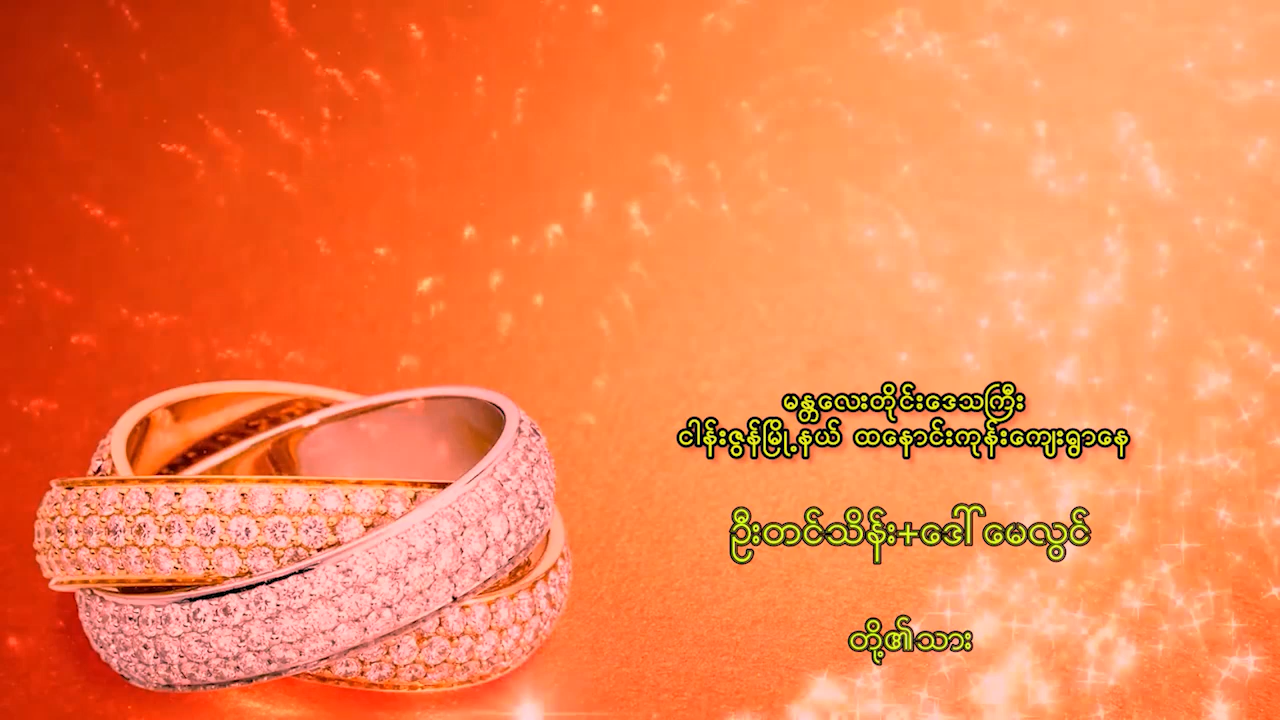 မန္တလေးတိုင်းဒေသကြီး
ငါန်းဇွန်မြို့နယ် ထနောင်းကုန်းကျေးရွာနေ
ဦးတင်သိန်း+ဒေါ်မေလွင်
တို့၏သား